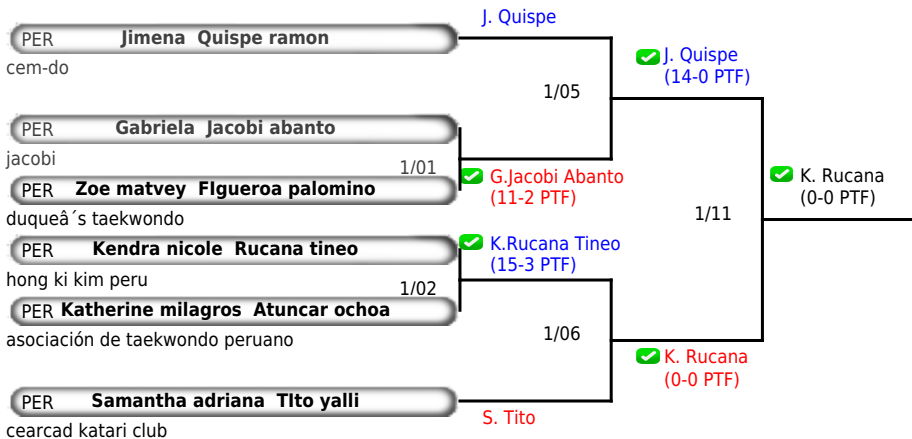 J. Quispe
PER Jimena Quispe ramon
cem-do
J. Quispe
(14-0 PTF)
1/05
PER Gabriela Jacobi abanto
jacobi
1/01
G.Jacobi Abanto
(11-2 PTF)
PER Zoe matvey FIgueroa palomino
duqueâ´s taekwondo
K. Rucana
(0-0 PTF)
1/11
PER Kendra nicole Rucana tineo
hong ki kim peru
K.Rucana Tineo
(15-3 PTF)
1/02
PER Katherine milagros Atuncar ochoa
asociación de taekwondo peruano
1/06
K. Rucana
(0-0 PTF)
PER Samantha adriana TIto yalli
cearcad katari club
S. Tito